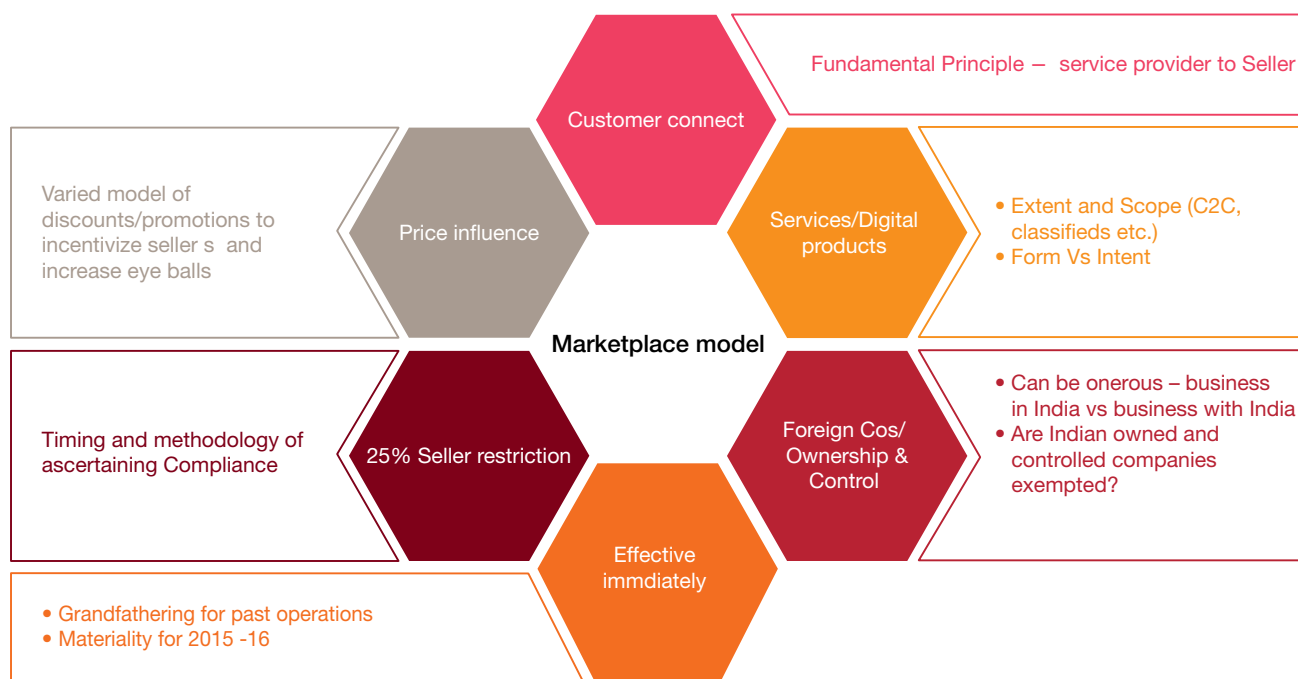 Fundamental Principle – service provider to Seller
Customer connect
Varied model of
discounts/promotions to
incentivize seller s and
increase eye balls
Price influence
Services/Digital
products
• Extent and Scope (C2C,
classifieds etc.)
• Form Vs Intent
Marketplace model
Timing and methodology of
ascertaining Compliance
25% Seller restriction
Foreign Cos/
Ownership &
Control
• Can be onerous – business
in India vs business with India
• Are Indian owned and
controlled companies
exempted?
Effective
immdiately
• Grandfathering for past operations
• Materiality for 2015 -16